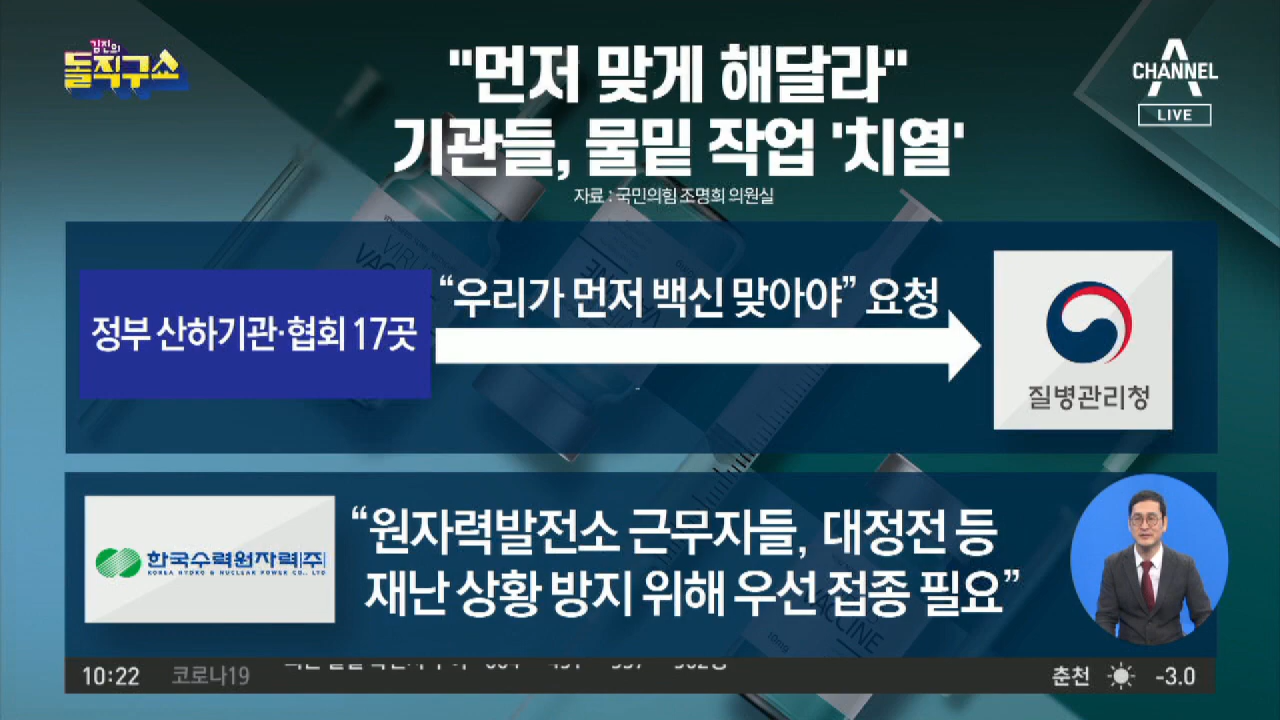 김진의
돌직구쇼
"먼저 맞게 해달라"
CHANNEL
LIVE
기관들, 물밑 작업 '치열'
자료 : 국민의힘 조명희 의원실
정부 산하기관·협회 17곳
“우리가 먼저 백신 맞아야” 요청
질병관리청
한국수력원자력(주)
KOREA HYDRO & NUCLEAR POWER CO., LTD
“원자력발전소 근무자들, 대정전 등
재난 상황 방지 위해 우선 접종 필요”
VACCINE
10mg
10:22 코로나19
춘천 -3.0